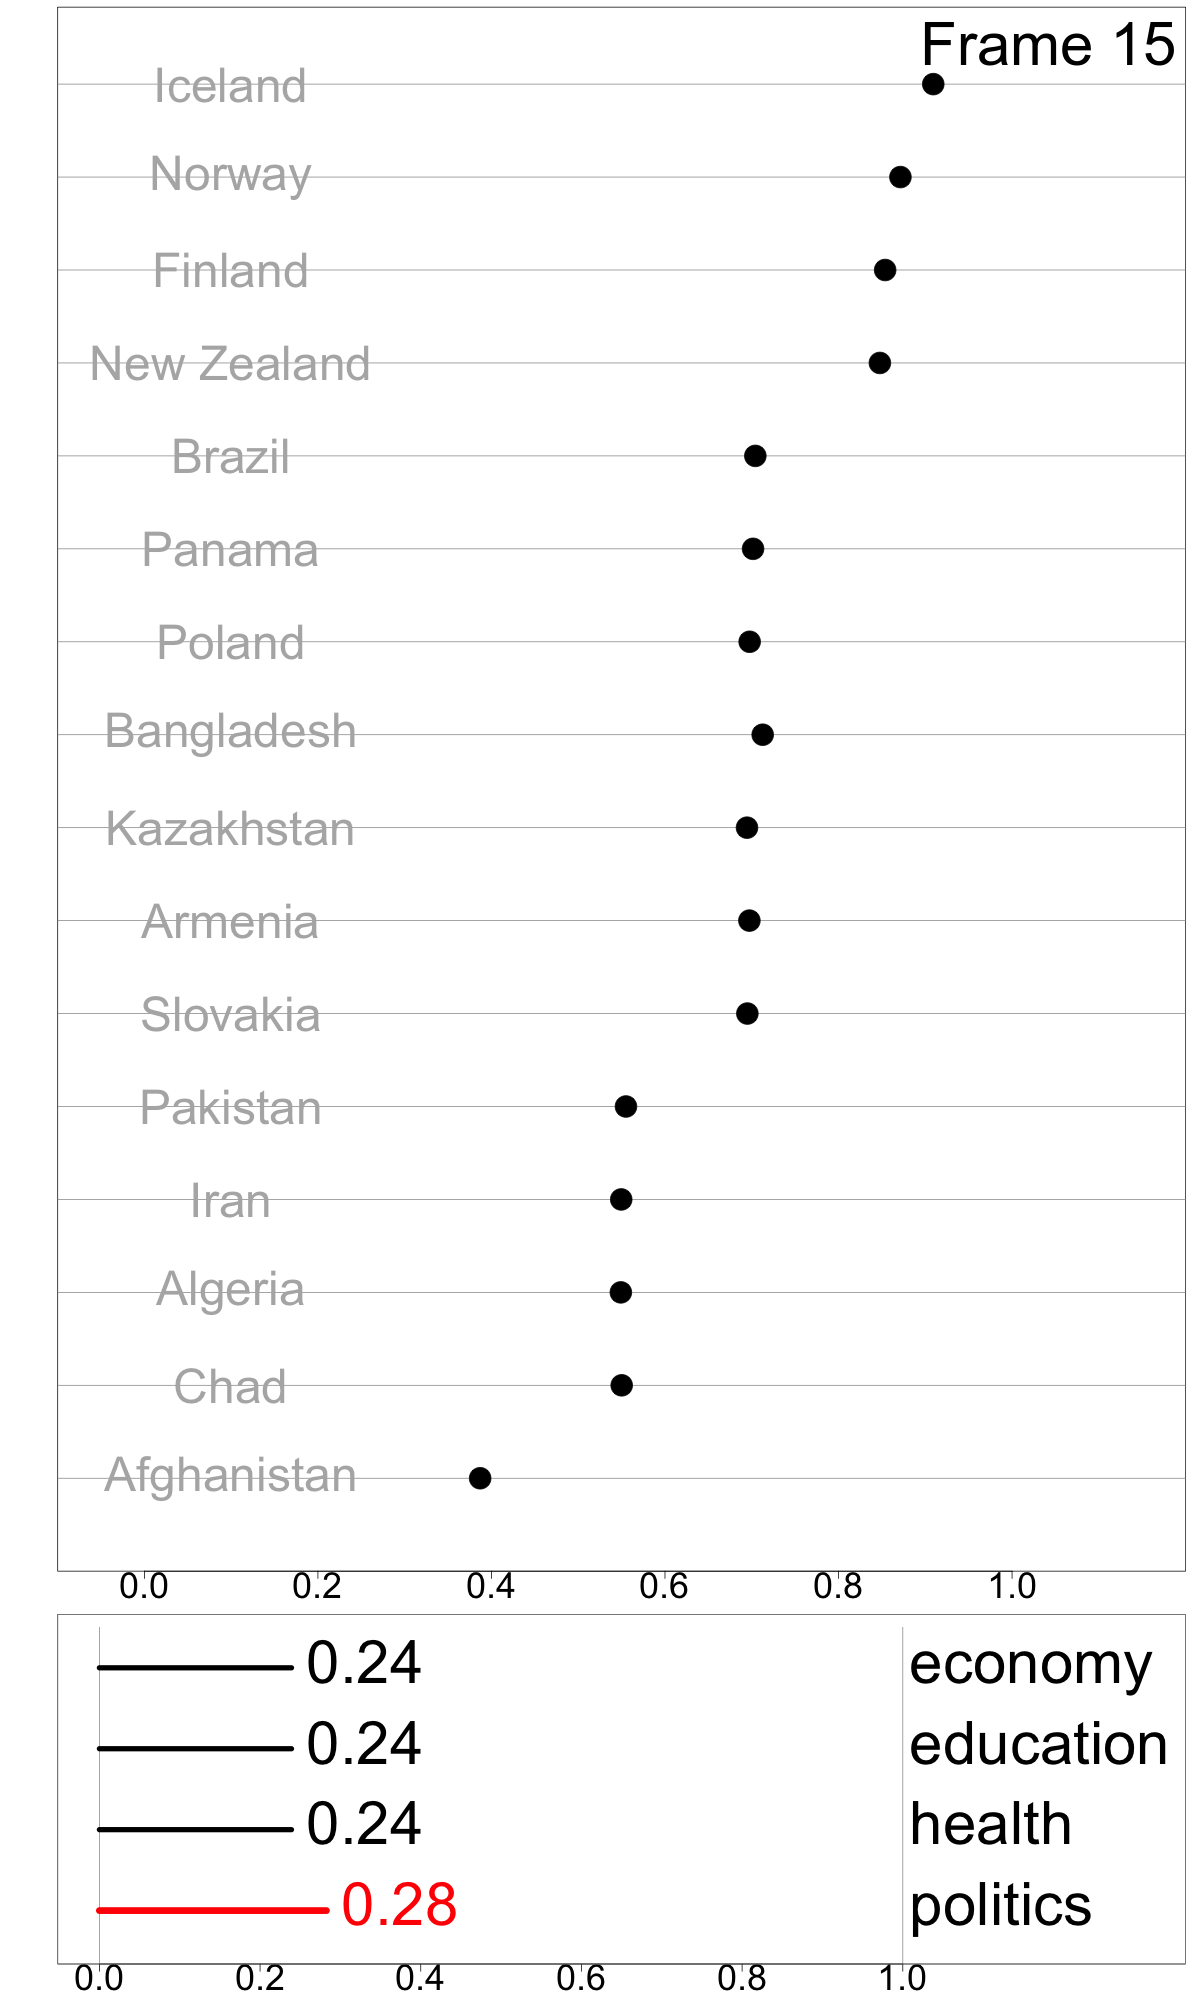 Frame 15
Iceland
Norway
Finland
New Zealand
Brazil
Panama
Poland
Bangladesh
Kazakhstan
Armenia
Slovakia
Pakistan
Iran
Algeria
Chad
Afghanistan
0.0 0.2 0.4 0.6 0.8 1.0
0.24 economy
0.24 education
0.24 health
0.28 politics
0.0 0.2 0.4 0.6 0.8 1.0